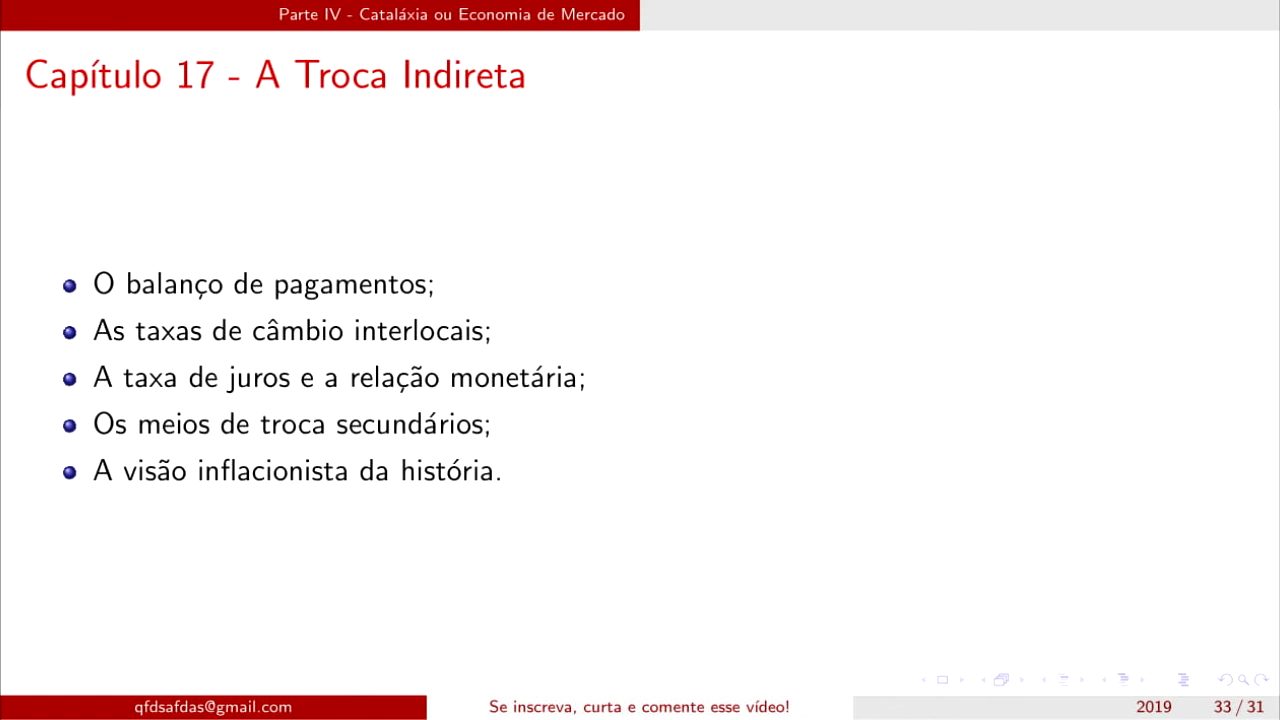 Parte IV - Cataláxia ou Economia de Mercado
Capítulo 17 - A Troca Indireta
O balanço de pagamentos;
As taxas de câmbio interlocais;
A taxa de juros e a relação monetária;
Os meios de troca secundários;
A visão inflacionista da história.
qfdsafdas@gmail.com Se inscreva, curta e comente esse vídeo! 2019 33 / 31